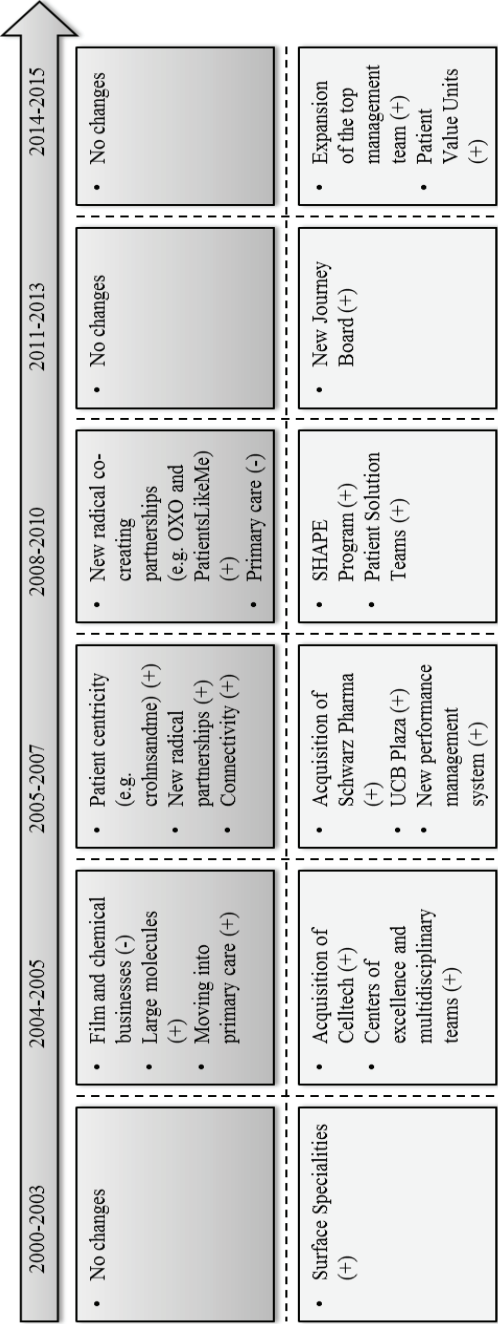 2000-2003
2004-2005
2005-2007
2008-2010
2011-2013
2014-2015
• No changes
• Film and chemical
businesses (-)
• Large molecules
(+)
• Moving into
primary care (+)
• Patient centricity
(e.g.
crohnsandme) (+)
• New radical
partnerships (+)
• Connectivity (+)
• New radical co-
creating
partnerships
(e.g. OXO and
PatientsLikeMe)
(+)
• Primary care (-)
• No changes
• No changes
• Surface Specialities
(+)
• Acquisition of
Celltech (+)
• Centers of
excellence and
multidisciplinary
teams (+)
• Acquisition of
Schwarz Pharma
(+)
• UCB Plaza (+)
• New performance
management
system (+)
• SHAPE
Program (+)
• Patient Solution
Teams (+)
• New Journey
Board (+)
• Expansion
of the top
management
team (+)
• Patient
Value Units
(+)